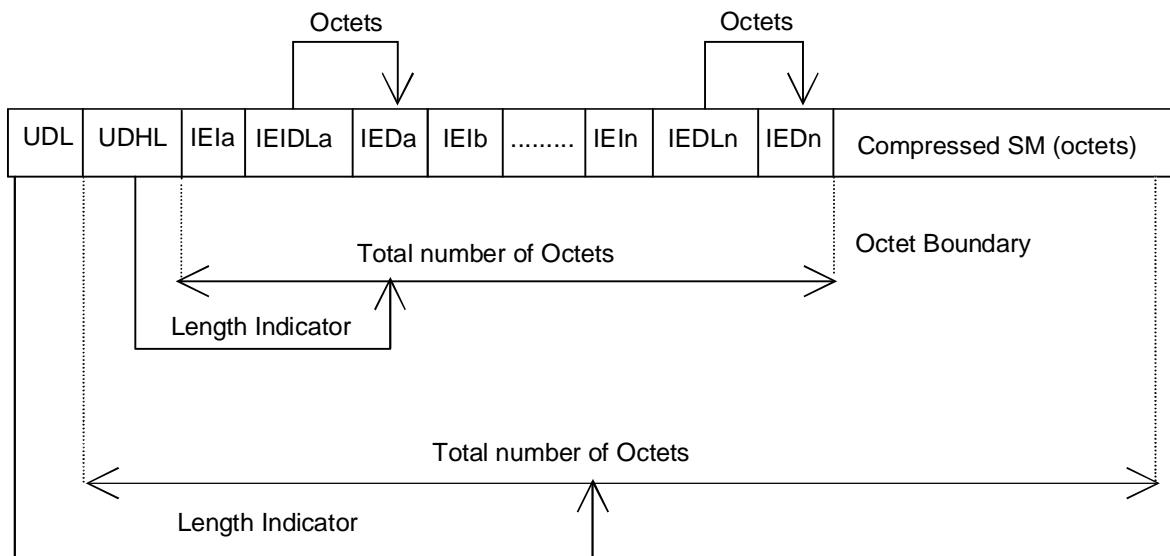 Octets Octets
UDL UDHL IEIa IEIDLa IEDa IEIb ......... IEIn IEDLn IEDn Compressed SM (octets)
Total number of Octets Octet Boundary
Length Indicator
Total number of Octets
Length Indicator